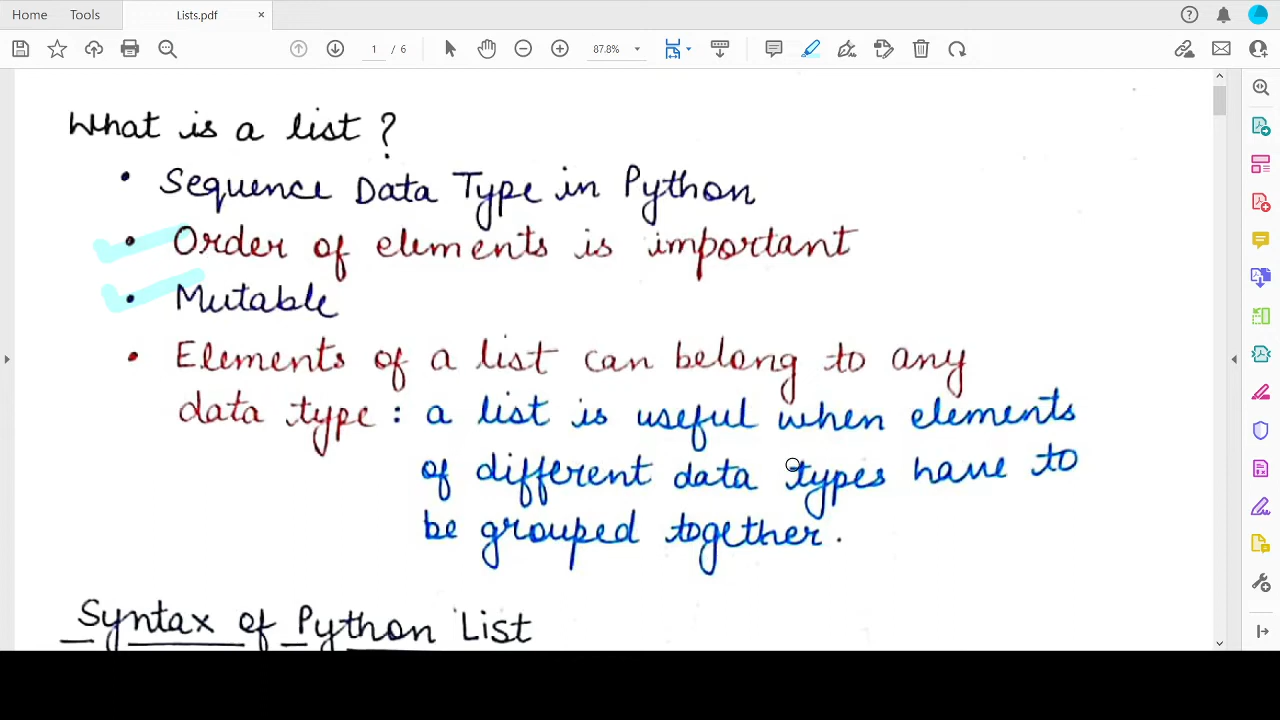 Home Tools Lists.pdf ×
1 / 6 87.8%
What is a list ?
• Sequence Data Type in Python
• Order of elements is important
• Mutable
• Elements of a list can belong to any
data type : a list is useful when elements
of different data types have to
be grouped together.
Syntax of Python List